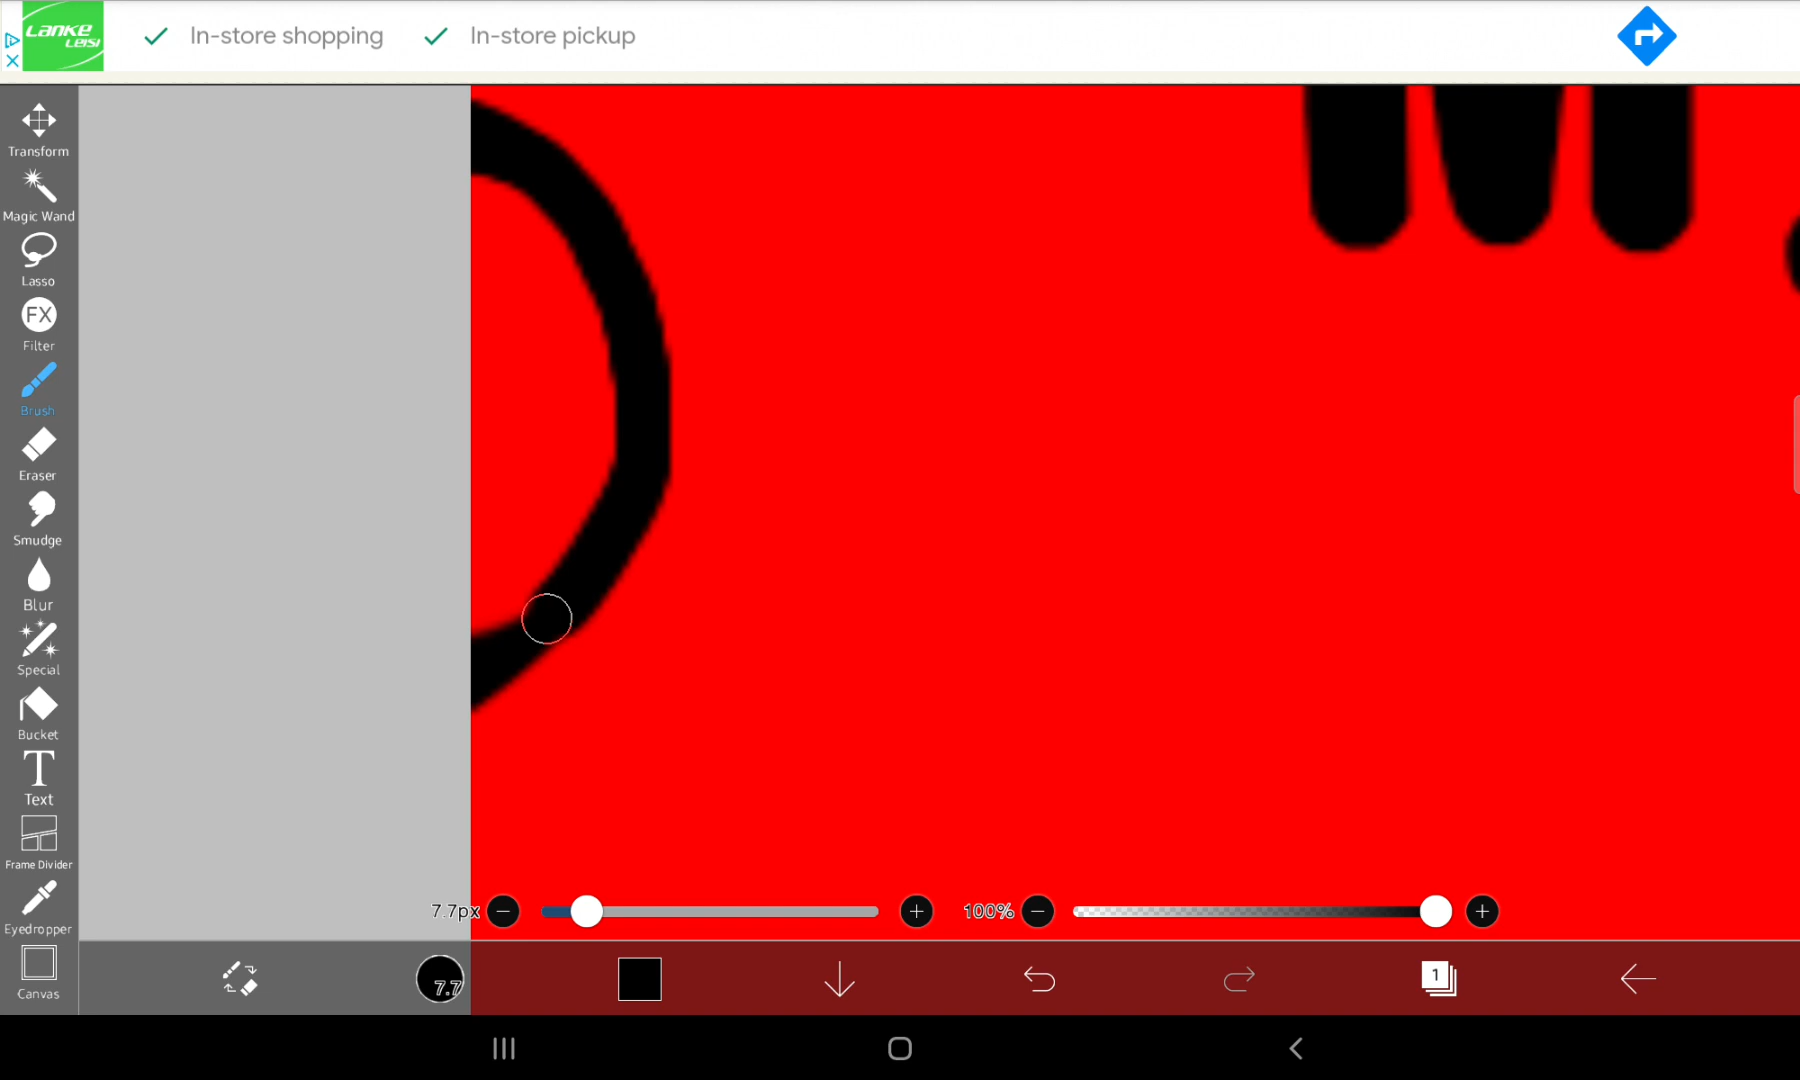 LANKE
LEISI
In-store shopping
In-store pickup
Transform
Magic Wand
Lasso
FX
Filter
Brush
Eraser
Smudge
Blur
Special
Bucket
T
Text
Frame Divider
Eyedropper
Canvas
7.7px
100%
7.7
1